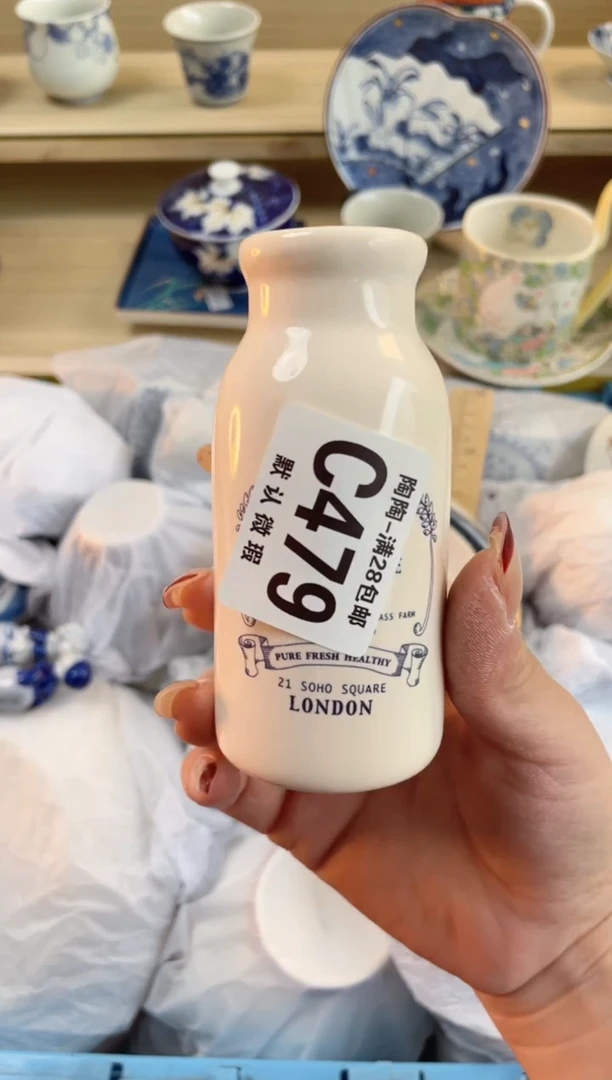 陶陶-满28包邮
C479
默认微瑕
ASS FARM
PURE FRESH HEALTHY
21 SOHO SQUARE
LONDON